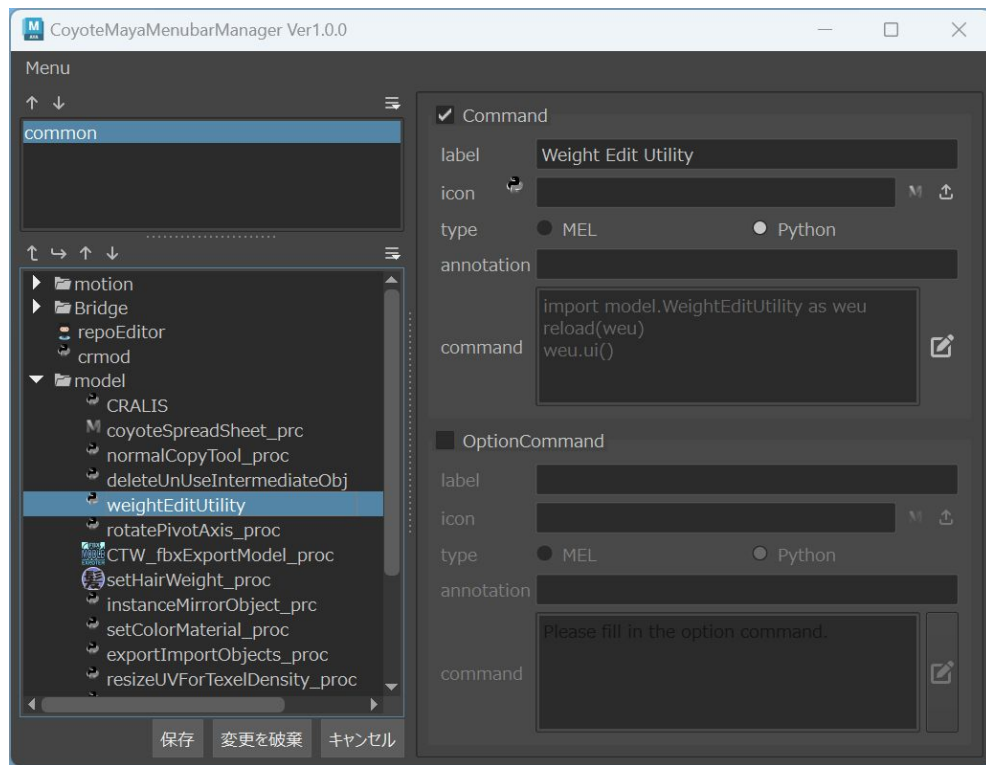 CoyoteMayaMenubarManager Ver1.0.0
Menu
common
motion
Bridge
repoEditor
crmod
model
CRALIS
coyoteSpreadSheet_prc
normalCopyTool_proc
deleteUnUseIntermediateObj
weightEditUtility
rotatePivotAxis_proc
CTW_fbxExportModel_proc
setHairWeight_proc
instanceMirrorObject_prc
setColorMaterial_proc
exportImportObjects_proc
resizeUVForTexelDensity_proc
保存 変更を破棄 キャンセル
Command
label Weight Edit Utility
icon
type MEL Python
annotation
import model.WeightEditUtility as weu
reload(weu)
command weu.ui()
OptionCommand
label
icon
type MEL Python
annotation
Please fill in the option command.
command